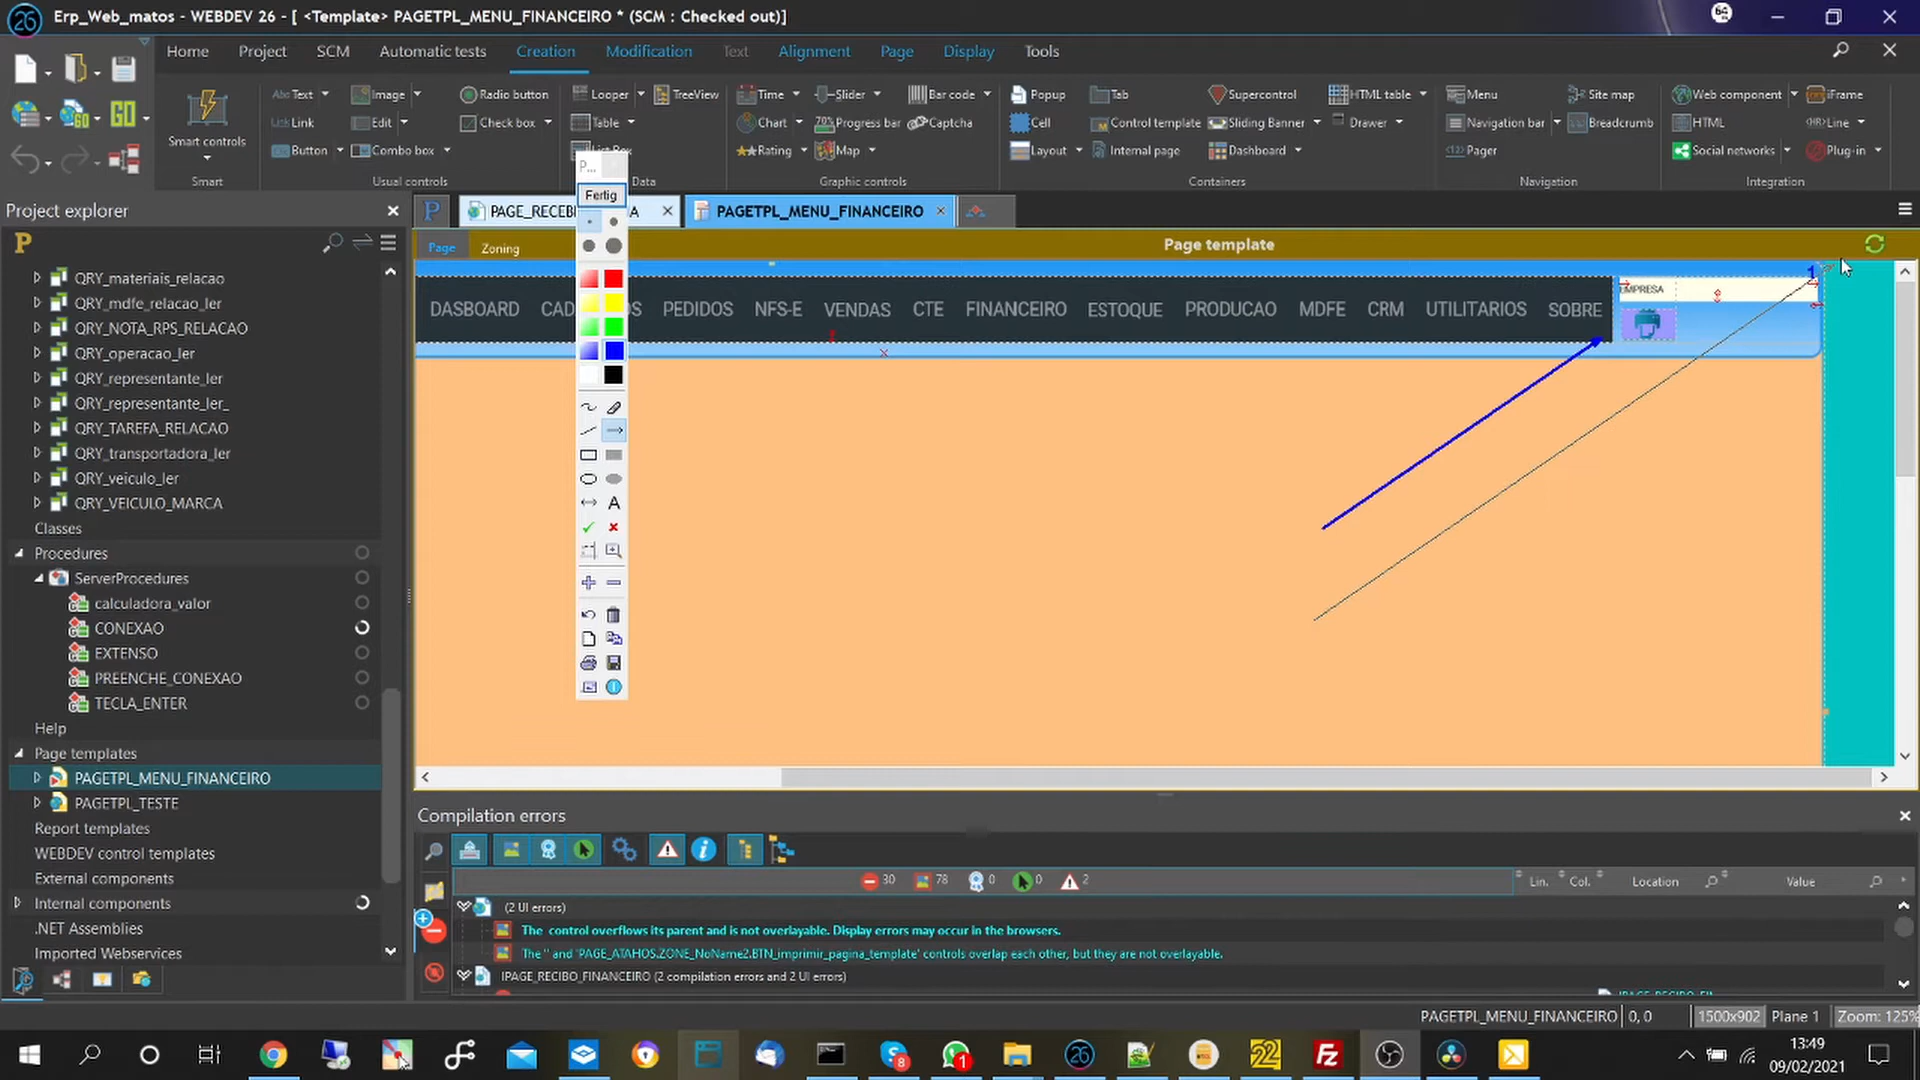 Erp_Web_matos - WEBDEV 26 - [ <Template> PAGETPL_MENU_FINANCEIRO * (SCM : Checked out)]
Home Project SCM Automatic tests Creation Modification Text Alignment Page Display Tools
Smart controls
Smart
Text Image Radio button
Link Edit Check box
Button Combo box
Usual controls
Looper TreeView
Table
List Box
Data
Time Slider Bar code
Chart Progress bar Captcha
Rating Map
Graphic controls
Popup Tab Supercontrol HTML table
Cell Control template Sliding Banner Drawer
Layout Internal page Dashboard
Containers
Menu Site map
Navigation bar Breadcrumb
Pager
Navigation
Web component iFrame
HTML Line
Social networks Plug-in
Integration
Project explorer
QRY_materiais_relacao
QRY_mdfe_relacao_ler
QRY_NOTA_RPS_RELACAO
QRY_operacao_ler
QRY_representante_ler
QRY_representante_ler_
QRY_TAREFA_RELACAO
QRY_transportadora_ler
QRY_veiculo_ler
QRY_VEICULO_MARCA
Classes
Procedures
ServerProcedures
calculadora_valor
CONEXAO
EXTENSO
PREENCHE_CONEXAO
TECLA_ENTER
Help
Page templates
PAGETPL_MENU_FINANCEIRO
PAGETPL_TESTE
Report templates
WEBDEV control templates
External components
Internal components
.NET Assemblies
Imported Webservices
P...
Fertig
A
PAGETPL_MENU_FINANCEIRO
Page Zoning Page template
DASBOARD PEDIDOS NFS-E VENDAS CTE FINANCEIRO ESTOQUE PRODUCAO MDFE CRM UTILITARIOS SOBRE
EMPRESA
1
Compilation errors
30 78 0 0 2 Lin. Col. Location Value
(2 UI errors)
The control overflows its parent and is not overlayable. Display errors may occur in the browsers.
The '' and 'PAGE_ATAHOS.ZONE_NoName2.BTN_imprimir_pagina_template' controls overlap each other, but they are not overlayable.
IPAGE_RECIBO_FINANCEIRO (2 compilation errors and 2 UI errors)
PAGETPL_MENU_FINANCEIRO 0, 0 1500x902 Plane 1 Zoom: 125%
13:49
09/02/2021